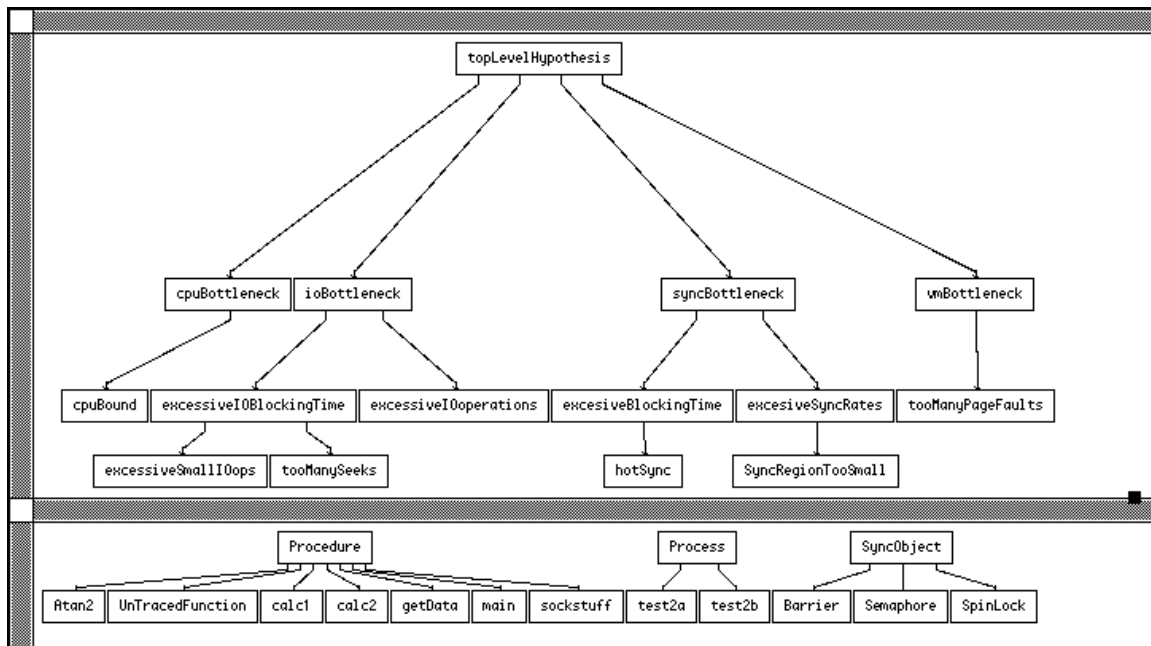 topLevelHypothesis
cpuBottleneck ioBottleneck syncBottleneck vmBottleneck
cpuBound excessiveIOBlockingTime excessiveIOoperations excesiveBlockingTime excesiveSyncRates tooManyPageFaults
excessiveSmallIOops tooManySeeks hotSync SyncRegionTooSmall
Procedure Process SyncObject
Atan2 UnTracedFunction calc1 calc2 getData main sockstuff test2a test2b Barrier Semaphore SpinLock